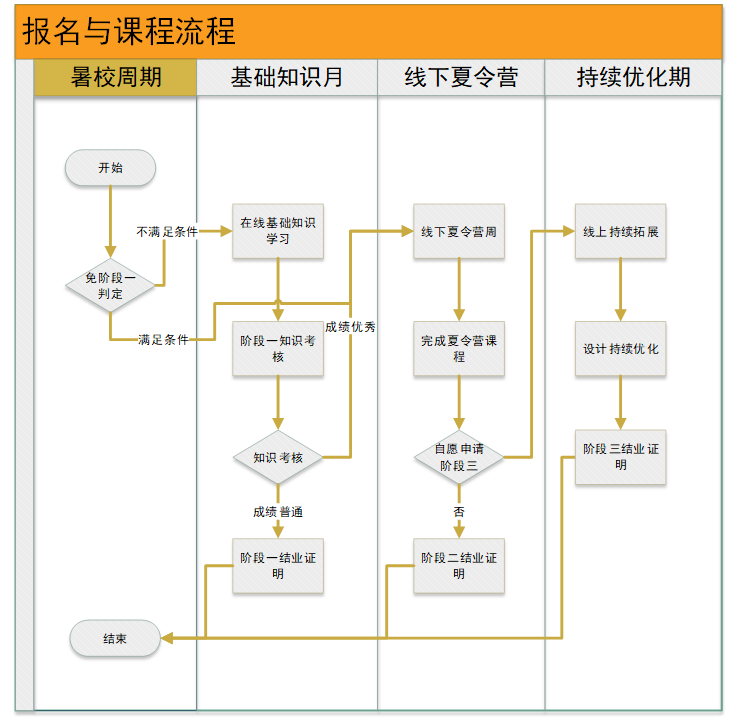 报名与课程流程
暑校周期
基础知识月
线下夏令营
持续优化期
开始
免阶段一
判定
不满足条件
满足条件
在线基础知识
学习
阶段一知识考
核
知识考核
成绩优秀
成绩普通
阶段一结业证
明
线下夏令营周
完成夏令营课
程
自愿申请
阶段三
否
阶段二结业证
明
线上持续拓展
设计持续优化
阶段三结业证
明
结束